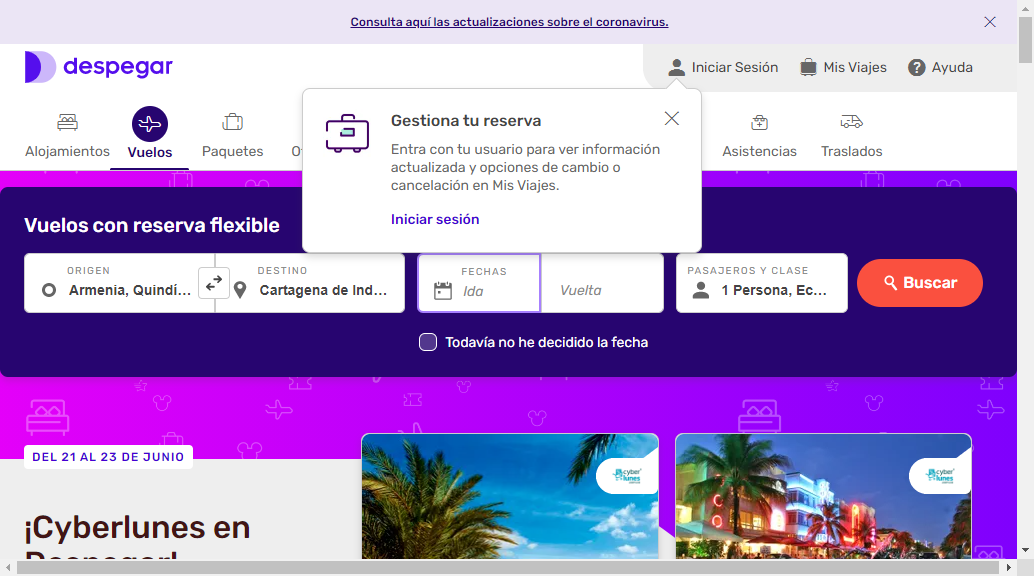 Consulta aquí las actualizaciones sobre el coronavirus.
despegar
Iniciar Sesión
Mis Viajes
Ayuda
Alojamientos
Vuelos
Paquetes
Asistencias
Traslados
Gestiona tu reserva
Entra con tu usuario para ver información
actualizada y opciones de cambio o
cancelación en Mis Viajes.
Iniciar sesión
Vuelos con reserva flexible
ORIGEN
Armenia, Quindí...
DESTINO
Cartagena de Ind...
FECHAS
Ida
Vuelta
PASAJEROS Y CLASE
1 Persona, Ec...
Buscar
Todavía no he decidido la fecha
DEL 21 AL 23 DE JUNIO
¡Cyberlunes en
Despegar!
cyber
lunes
cyber
lunes